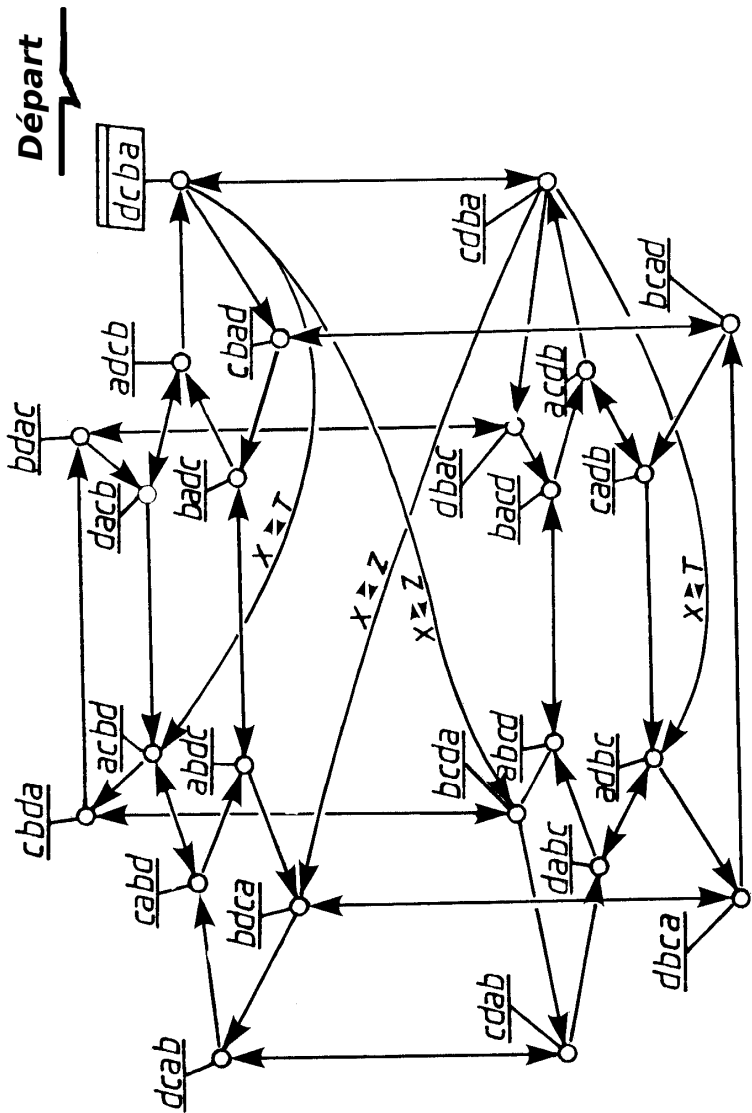 Départ
dcba
cdba
adcb
cbad
bcad
bdac
dacb
badc
dbac
bacd
acdb
cadb
X ≷ T
X ≷ Z
X ≷ Z
X ≷ T
cbda
acbd
abdc
bcda
abcd
adbc
cabd
bdca
dabc
dbca
dcab
cdab